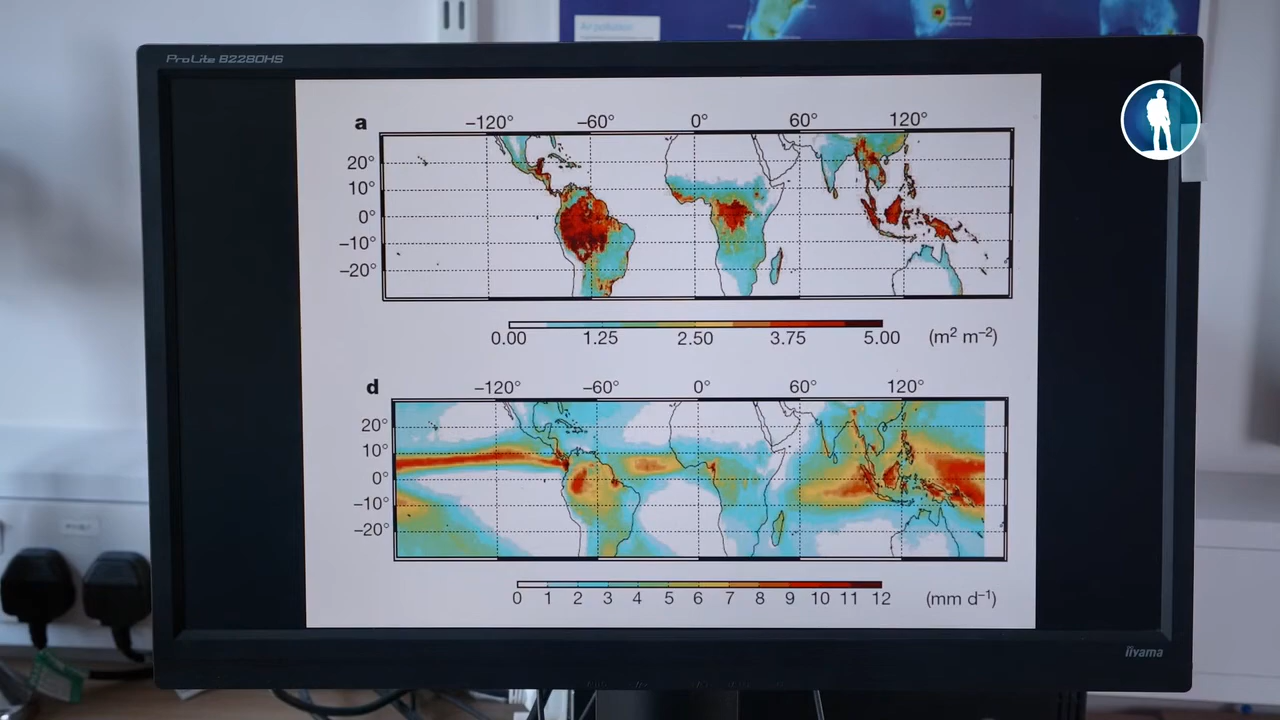 Air pollution
ProLite B2280HS
a
−120° −60° 0° 60° 120°
20°
10°
0°
−10°
−20°
0.00 1.25 2.50 3.75 5.00 (m² m⁻²)
d
−120° −60° 0° 60° 120°
20°
10°
0°
−10°
−20°
0 1 2 3 4 5 6 7 8 9 10 11 12 (mm d⁻¹)
iiyama